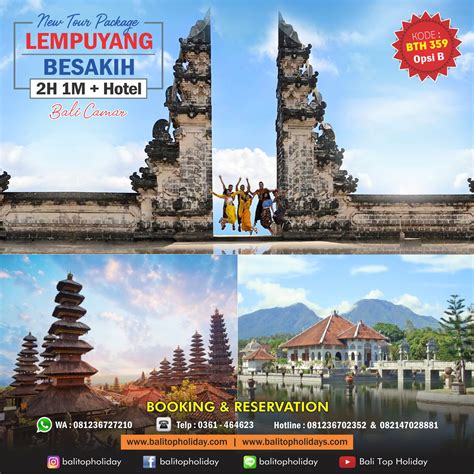 New Tour Package
LEMPUYANG
BESAKIH
2H 1M + Hotel
Bali Camar
KODE :
BTH 359
Opsi B
BOOKING & RESERVATION
WA : 081236727210
Telp : 0361 - 464623
Hotline : 081236702352 & 082147028881
www.balitopholiday.com | www.balitopholidays.com
balitopholiday
balitopholiday
balitopholiday
Bali Top Holiday